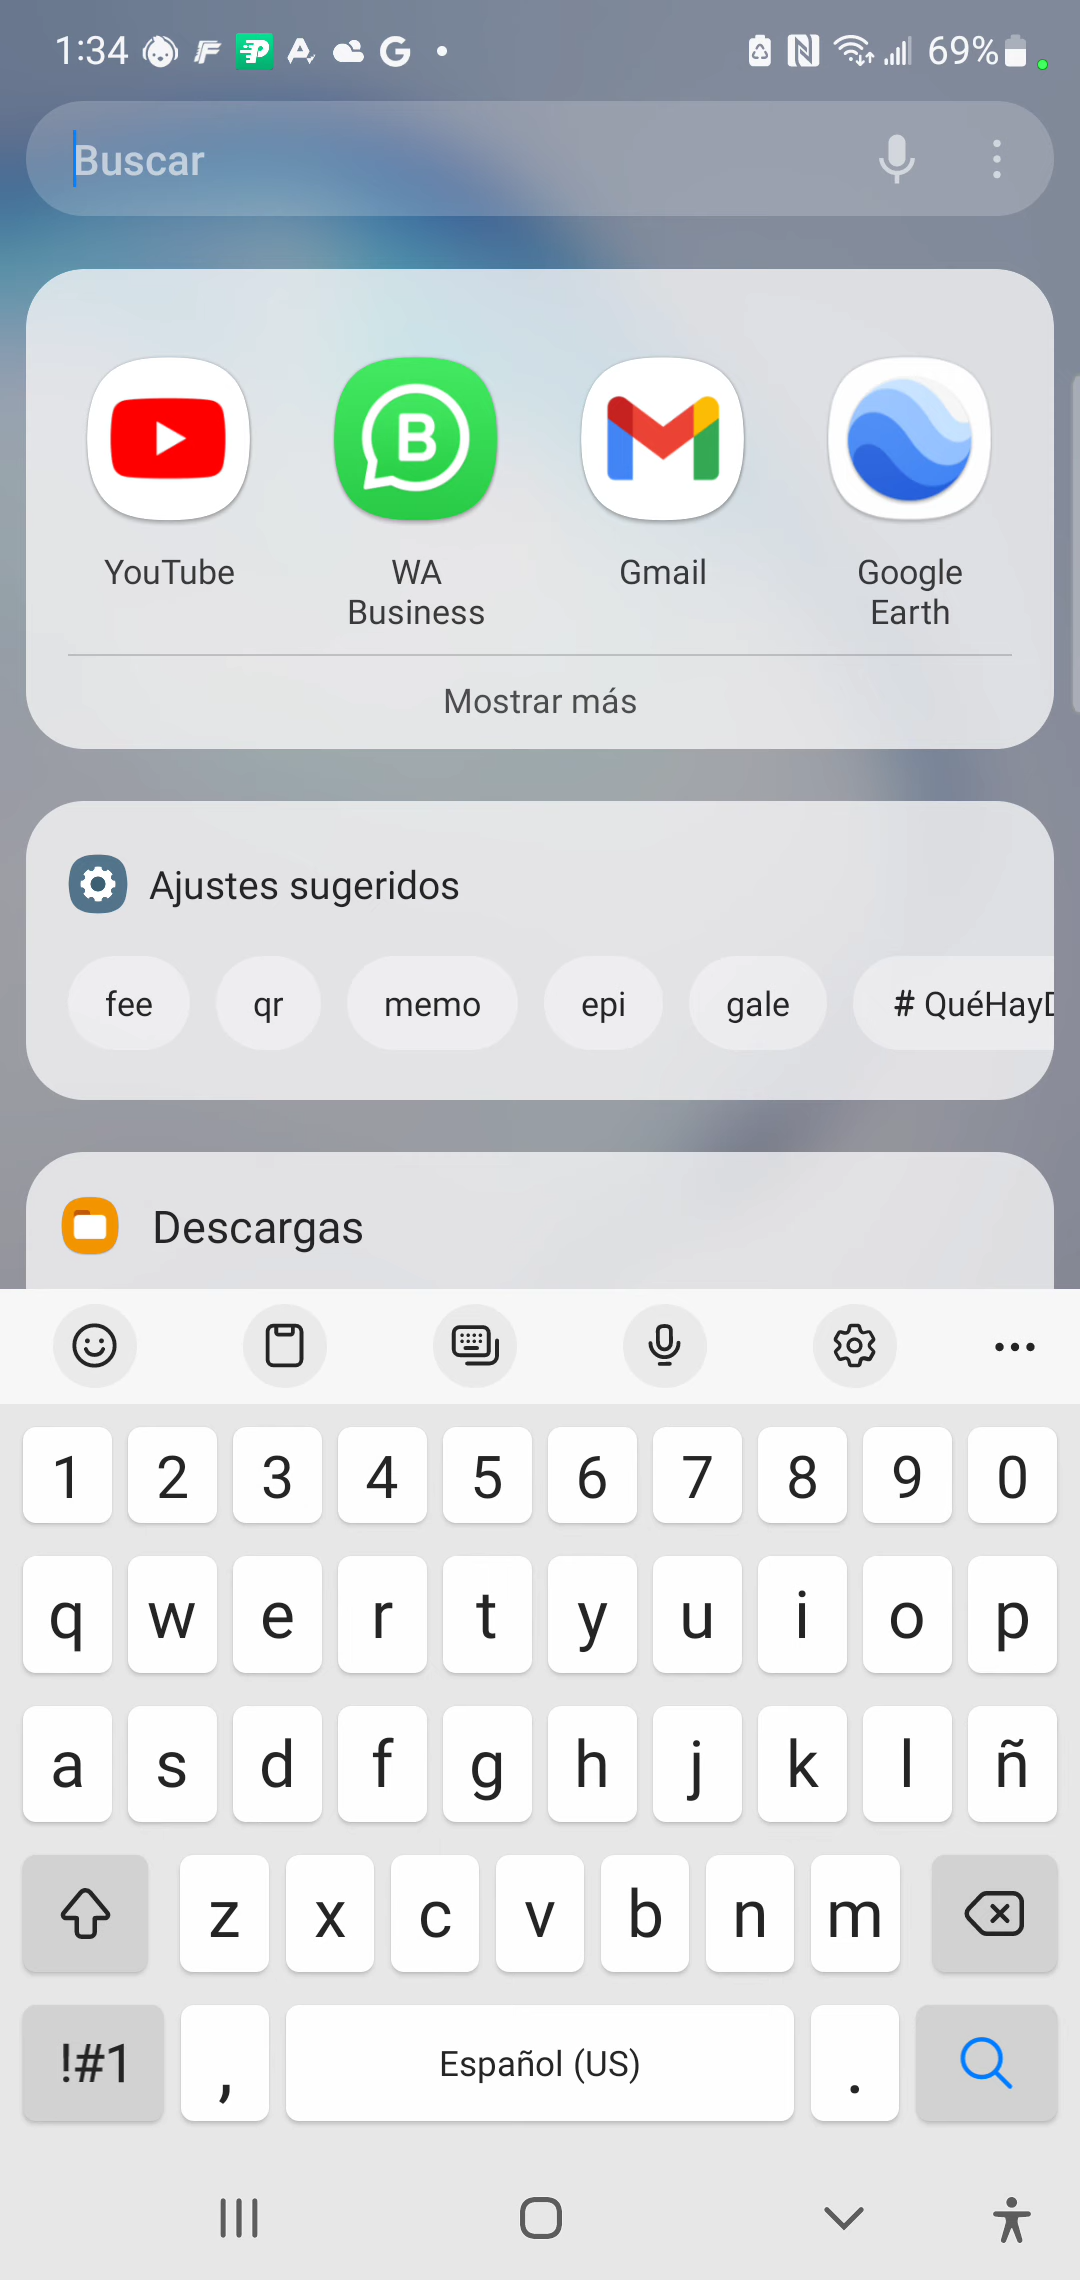 1:34
69%
Buscar
YouTube
WA
Business
Gmail
Google
Earth
Mostrar más
Ajustes sugeridos
fee qr memo epi gale # QuéHayD
Descargas
1 2 3 4 5 6 7 8 9 0
q w e r t y u i o p
a s d f g h j k l ñ
z x c v b n m
!#1 , Español (US) .